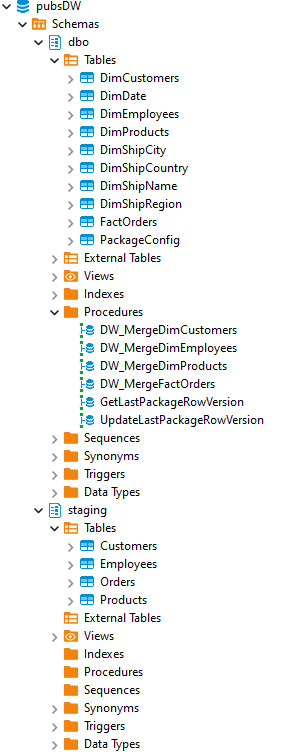 pubsDW
Schemas
dbo
Tables
DimCustomers
DimDate
DimEmployees
DimProducts
DimShipCity
DimShipCountry
DimShipName
DimShipRegion
FactOrders
PackageConfig
External Tables
Views
Indexes
Procedures
DW_MergeDimCustomers
DW_MergeDimEmployees
DW_MergeDimProducts
DW_MergeFactOrders
GetLastPackageRowVersion
UpdateLastPackageRowVersion
Sequences
Synonyms
Triggers
Data Types
staging
Tables
Customers
Employees
Orders
Products
External Tables
Views
Indexes
Procedures
Sequences
Synonyms
Triggers
Data Types